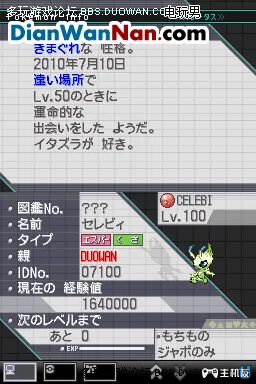 多玩游戏论坛.BBS.DUOWAN.CC电玩男
DianWanNan.com
きまぐれな 性格。
2010年7月10日
遠い場所で
Lv.50のときに
運命的な
出会いをした ようだ。
イタズラが 好き。
CELEBI
Lv.100
図鑑No. ???
名前 セレビィ
タイプ エスパー くさ
親 DUOWAN
IDNo. 07100
現在の 経験値
1640000
次のレベルまで
あと 0
EXP
もちもの
ジャポのみ
主机友